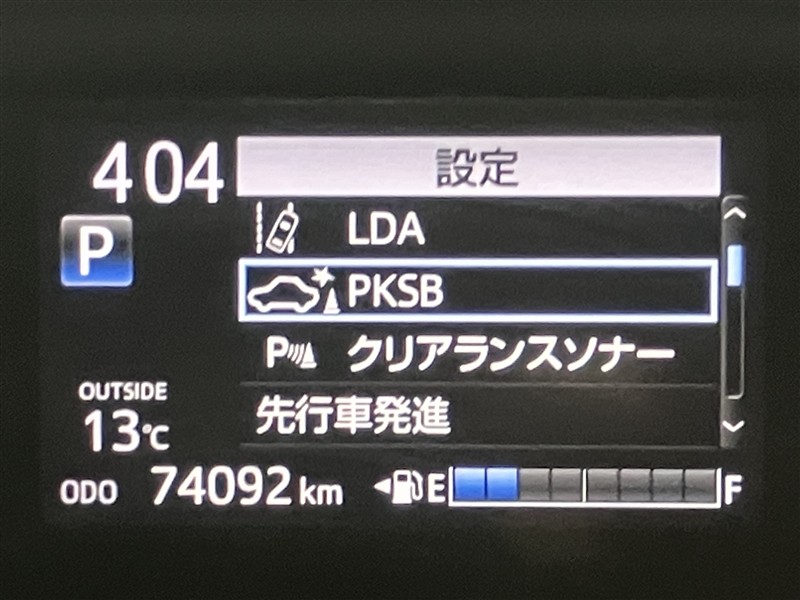 404
設定
LDA
P
PKSB
P クリアランスソナー
OUTSIDE
13℃
先行車発進
ODO 74092 km
E F